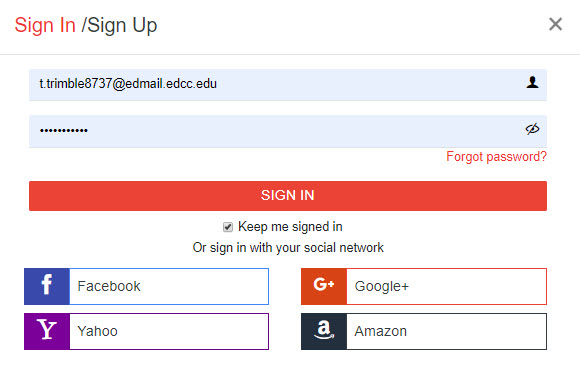 Sign In /Sign Up
t.trimble8737@edmail.edcc.edu
•••••••••••
Forgot password?
SIGN IN
Keep me signed in
Or sign in with your social network
f Facebook
G+ Google+
Y Yahoo
a Amazon